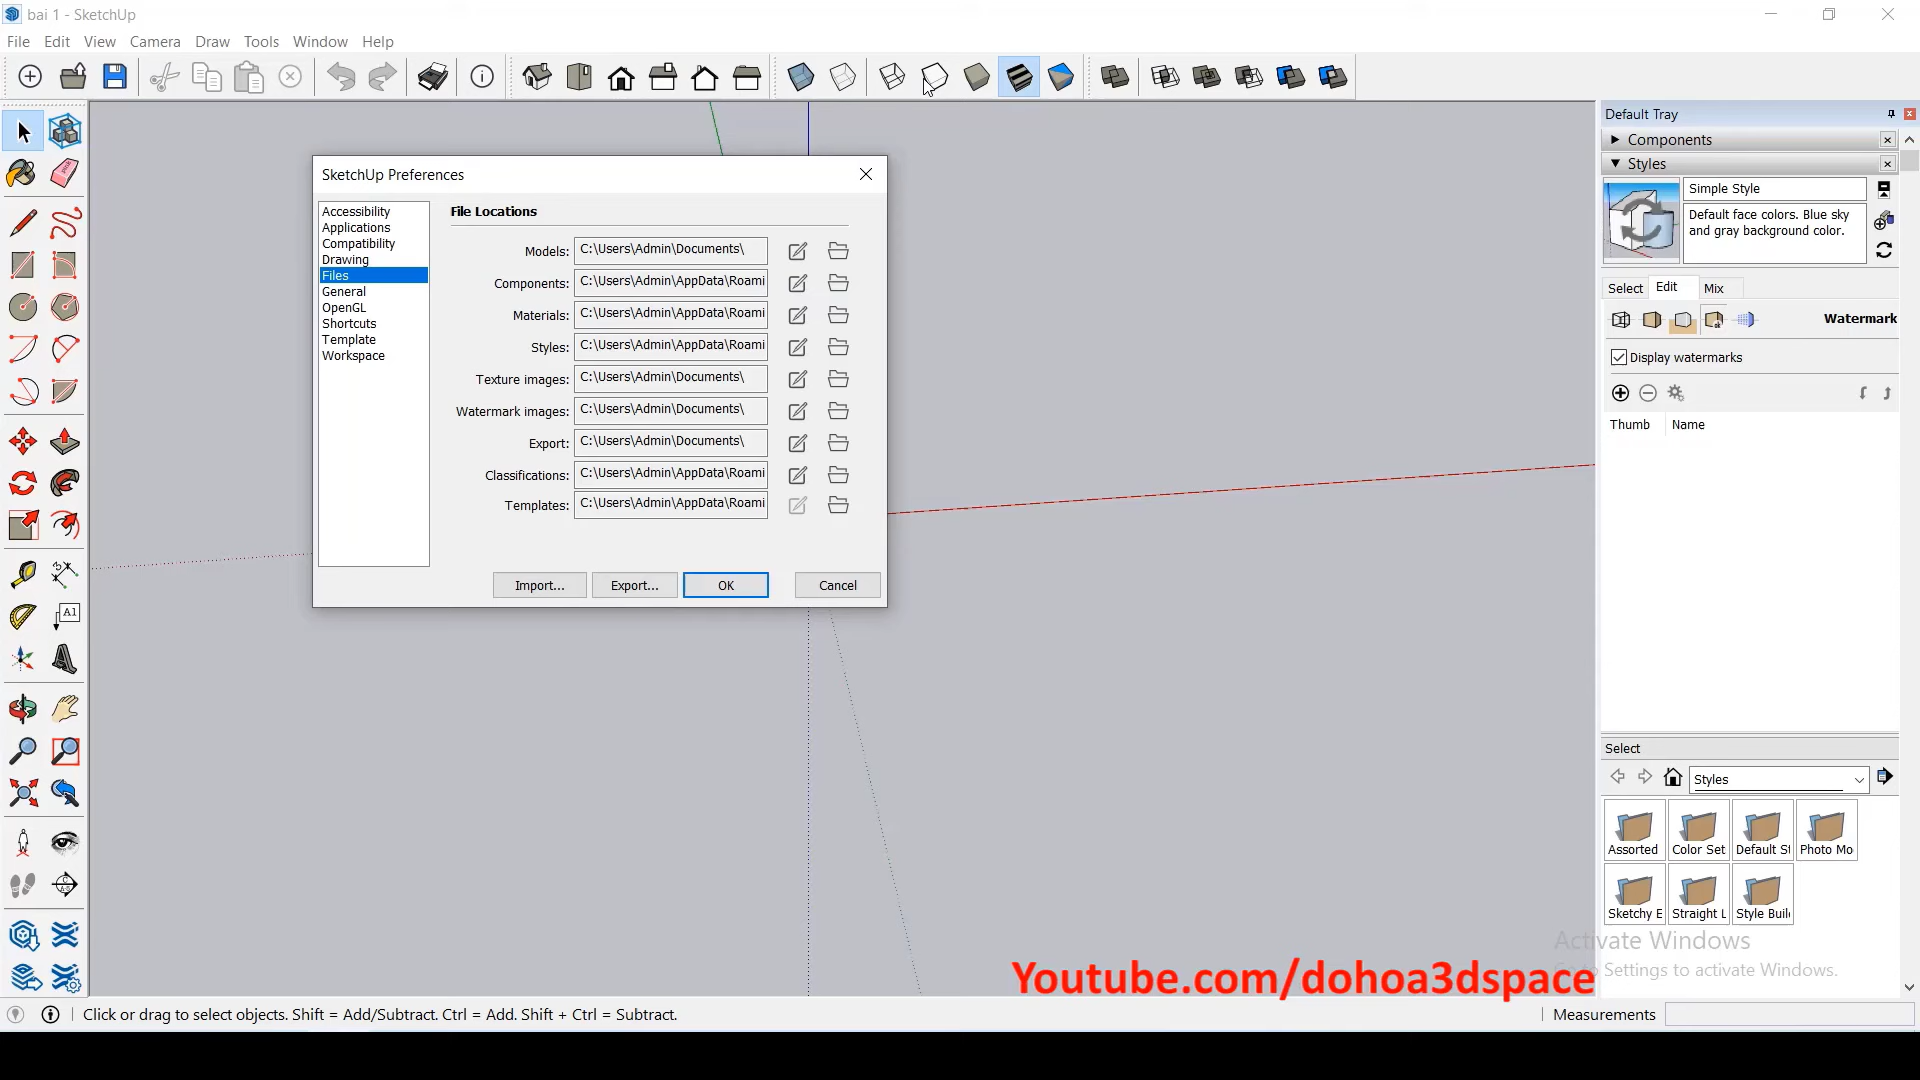 bai 1 - SketchUp
File Edit View Camera Draw Tools Window Help
SketchUp Preferences
Accessibility
Applications
Compatibility
Drawing
Files
General
OpenGL
Shortcuts
Template
Workspace
File Locations
Models: C:\Users\Admin\Documents\
Components: C:\Users\Admin\AppData\Roami
Materials: C:\Users\Admin\AppData\Roami
Styles: C:\Users\Admin\AppData\Roami
Texture images: C:\Users\Admin\Documents\
Watermark images: C:\Users\Admin\Documents\
Export: C:\Users\Admin\Documents\
Classifications: C:\Users\Admin\AppData\Roami
Templates: C:\Users\Admin\AppData\Roami
Import... Export... OK Cancel
A1
Default Tray
Components
Styles
Simple Style
Default face colors. Blue sky
and gray background color.
Select Edit Mix
Watermark
Display watermarks
Thumb Name
Select
Styles
Assorted Color Set Default St Photo Mo
Sketchy E Straight L Style Buil
Activate Windows
Go to Settings to activate Windows.
Youtube.com/dohoa3dspace
Click or drag to select objects. Shift = Add/Subtract. Ctrl = Add. Shift + Ctrl = Subtract.
Measurements